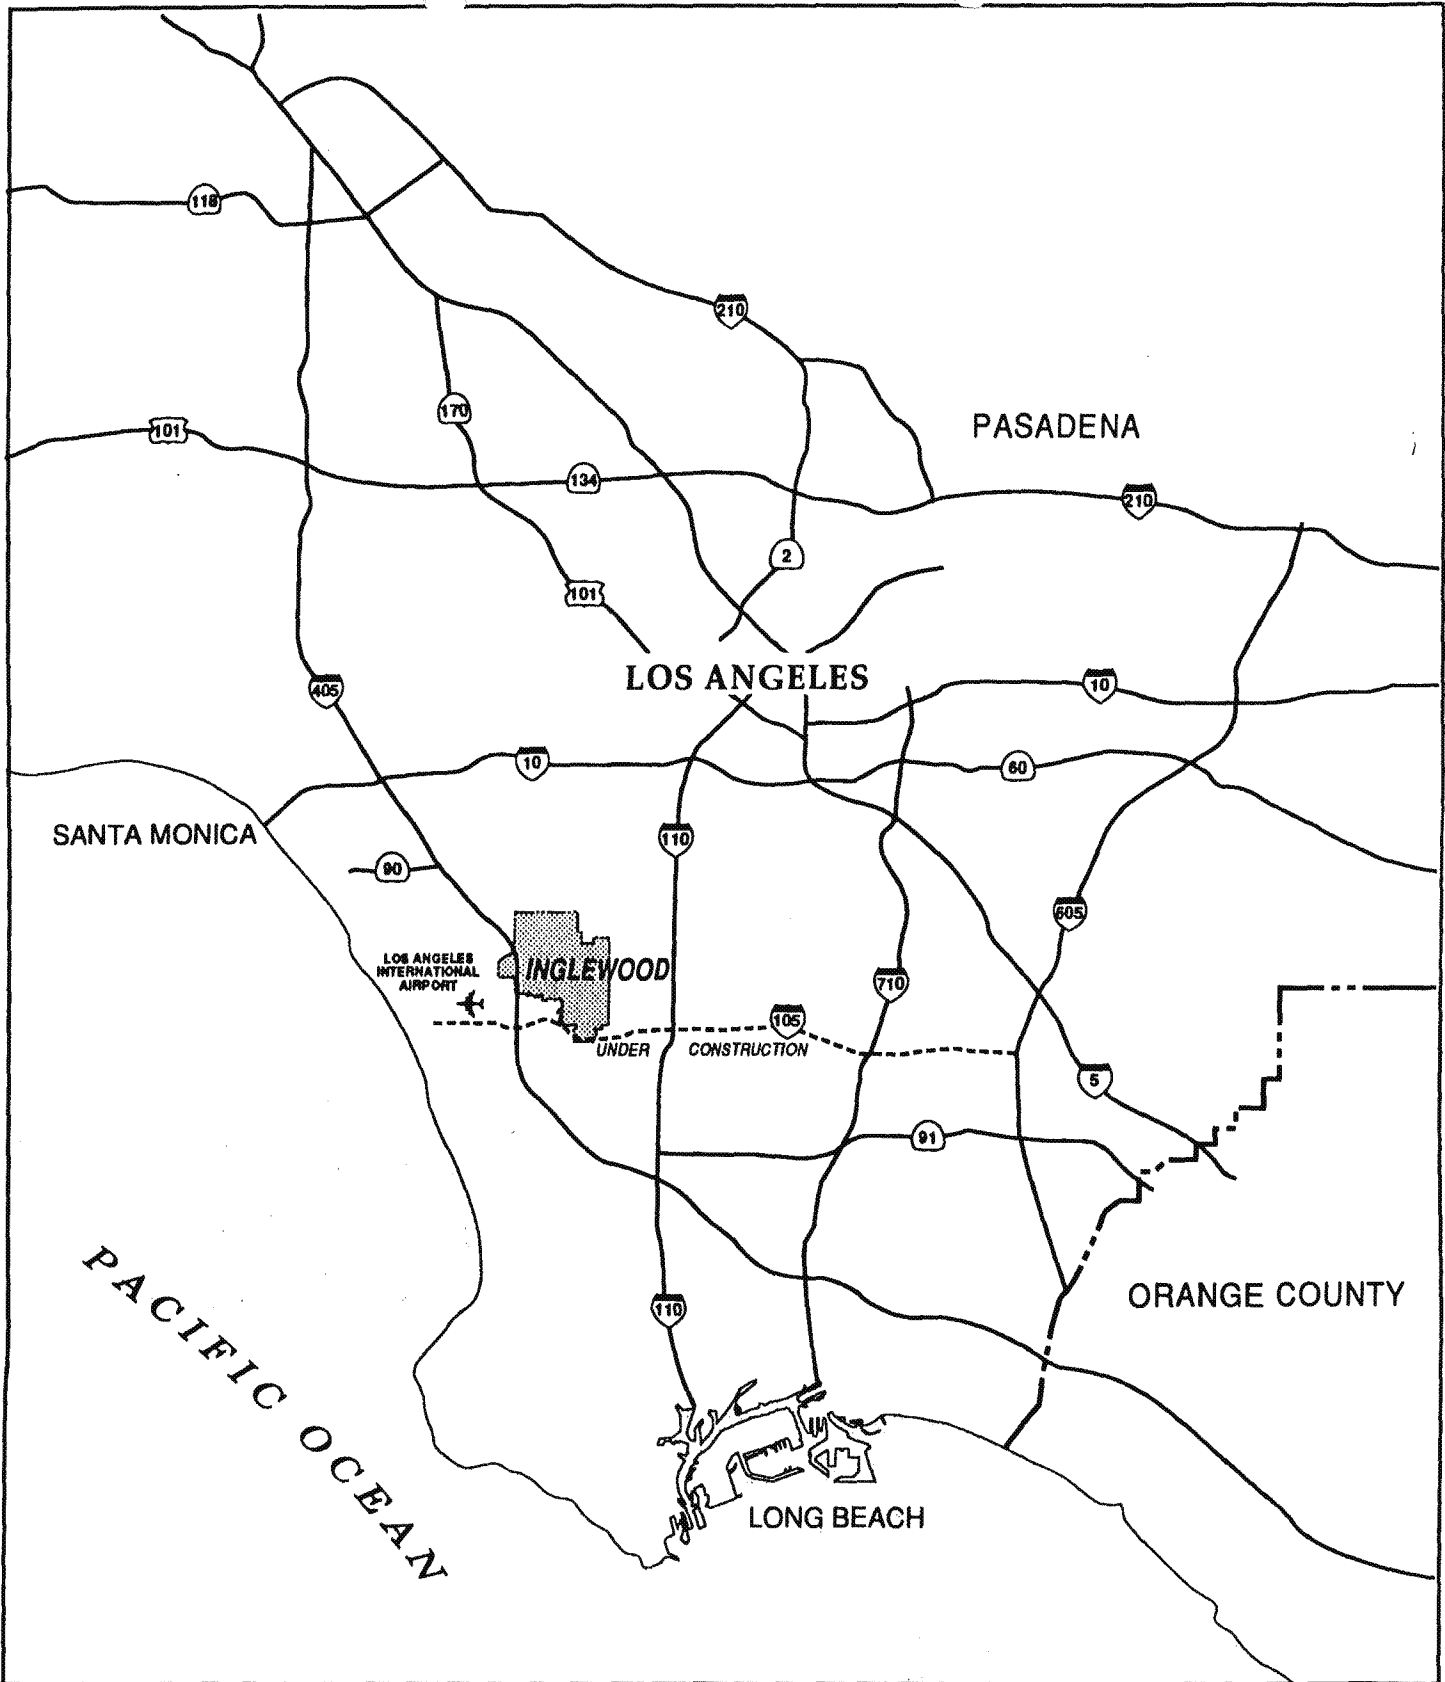 118
210
170
PASADENA
101
134
210
2
101
LOS ANGELES
405
10
10
60
SANTA MONICA
110
90
605
LOS ANGELES
INTERNATIONAL
AIRPORT
INGLEWOOD
710
105
UNDER CONSTRUCTION
5
91
PACIFIC OCEAN
ORANGE COUNTY
110
LONG BEACH